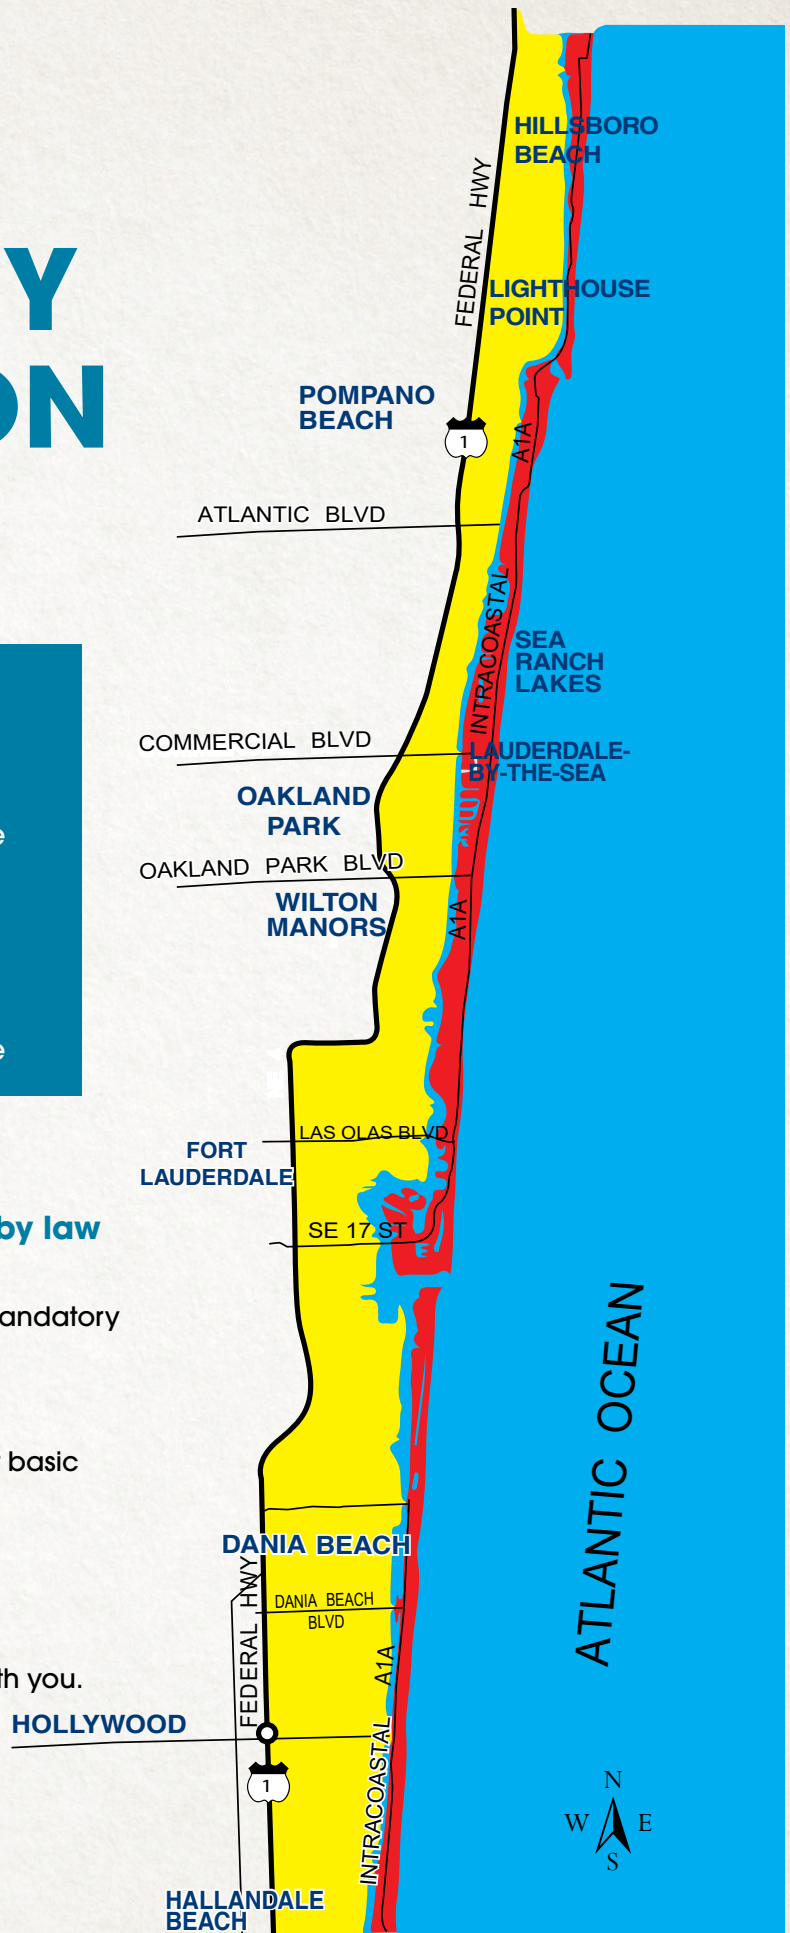 HILLSBORO
BEACH
FEDERAL HWY
Y
LIGHTHOUSE
POINT
ON
POMPANO
BEACH
1
A1A
ATLANTIC BLVD
INTRACOASTAL
SEA
RANCH
LAKES
COMMERCIAL BLVD
LAUDERDALE-
BY-THE-SEA
OAKLAND
PARK
e
OAKLAND PARK BLVD
WILTON
MANORS
A1A
e
LAS OLAS BLVD
FORT
LAUDERDALE
by law
SE 17 ST
andatory
ATLANTIC OCEAN
basic
DANIA BEACH
FEDERAL HWY
DANIA BEACH
BLVD
A1A
th you.
HOLLYWOOD
INTRACOASTAL
1
N
W E
S
HALLANDALE
BEACH